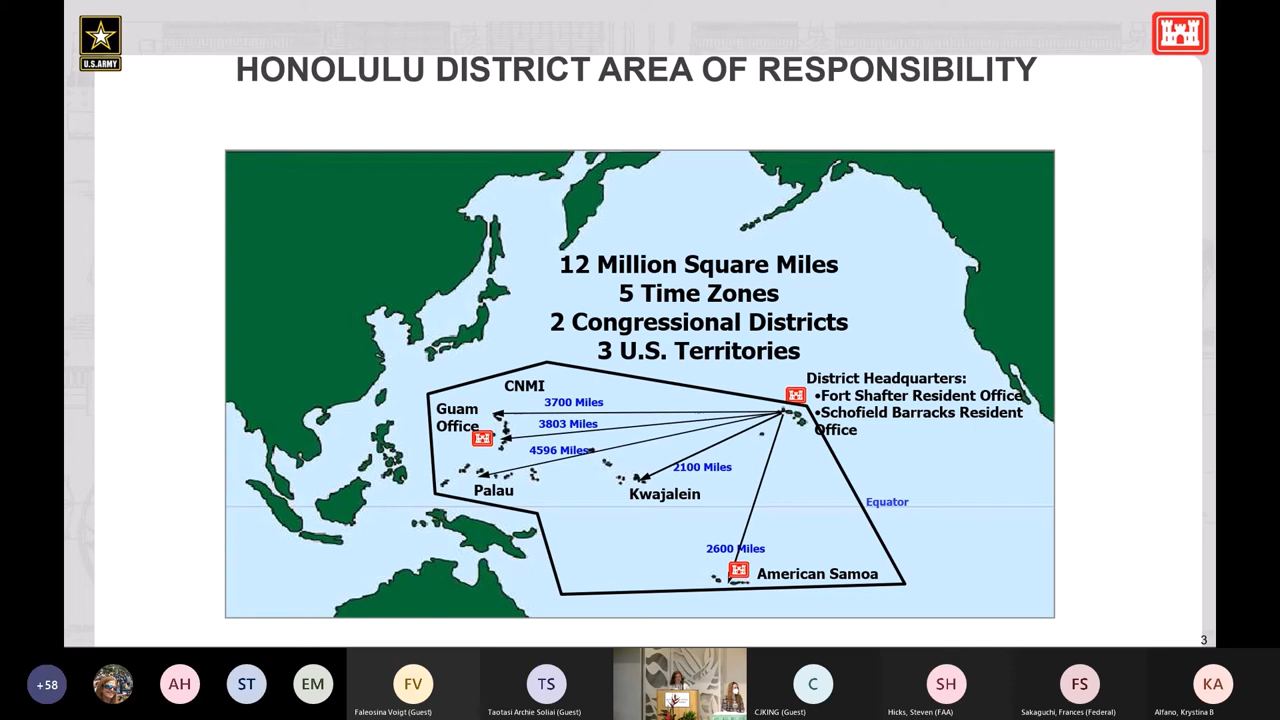 U.S.ARMY
HONOLULU DISTRICT AREA OF RESPONSIBILITY
12 Million Square Miles
5 Time Zones
2 Congressional Districts
3 U.S. Territories
CNMI
District Headquarters:
•Fort Shafter Resident Office
•Schofield Barracks Resident
Office
3700 Miles
Guam
Office
3803 Miles
4596 Miles
2100 Miles
Palau
Kwajalein
Equator
2600 Miles
American Samoa
3
+58
AH
ST
EM
FV
TS
C
SH
FS
KA
Faleosina Voigt (Guest)
Taotasi Archie Soliai (Guest)
CJKING (Guest)
Hicks, Steven (FAA)
Sakaguchi, Frances (Federal)
Alfano, Krystina B